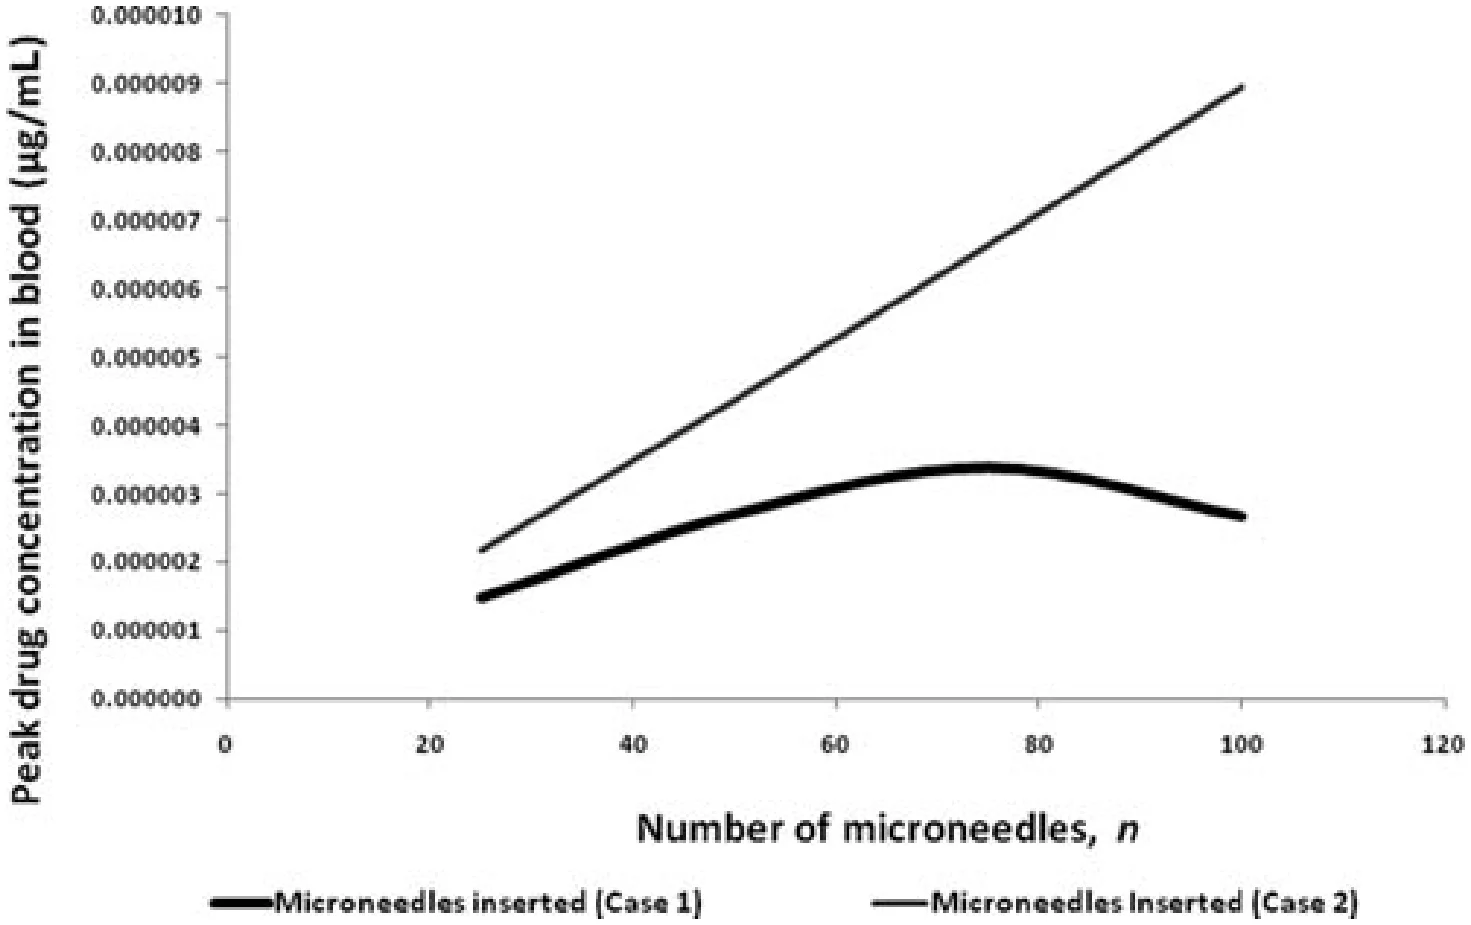 Peak drug concentration in blood (µg/mL)
0.000010
0.000009
0.000008
0.000007
0.000006
0.000005
0.000004
0.000003
0.000002
0.000001
0.000000
0 20 40 60 80 100 120
Number of microneedles, n
Microneedles inserted (Case 1) Microneedles Inserted (Case 2)